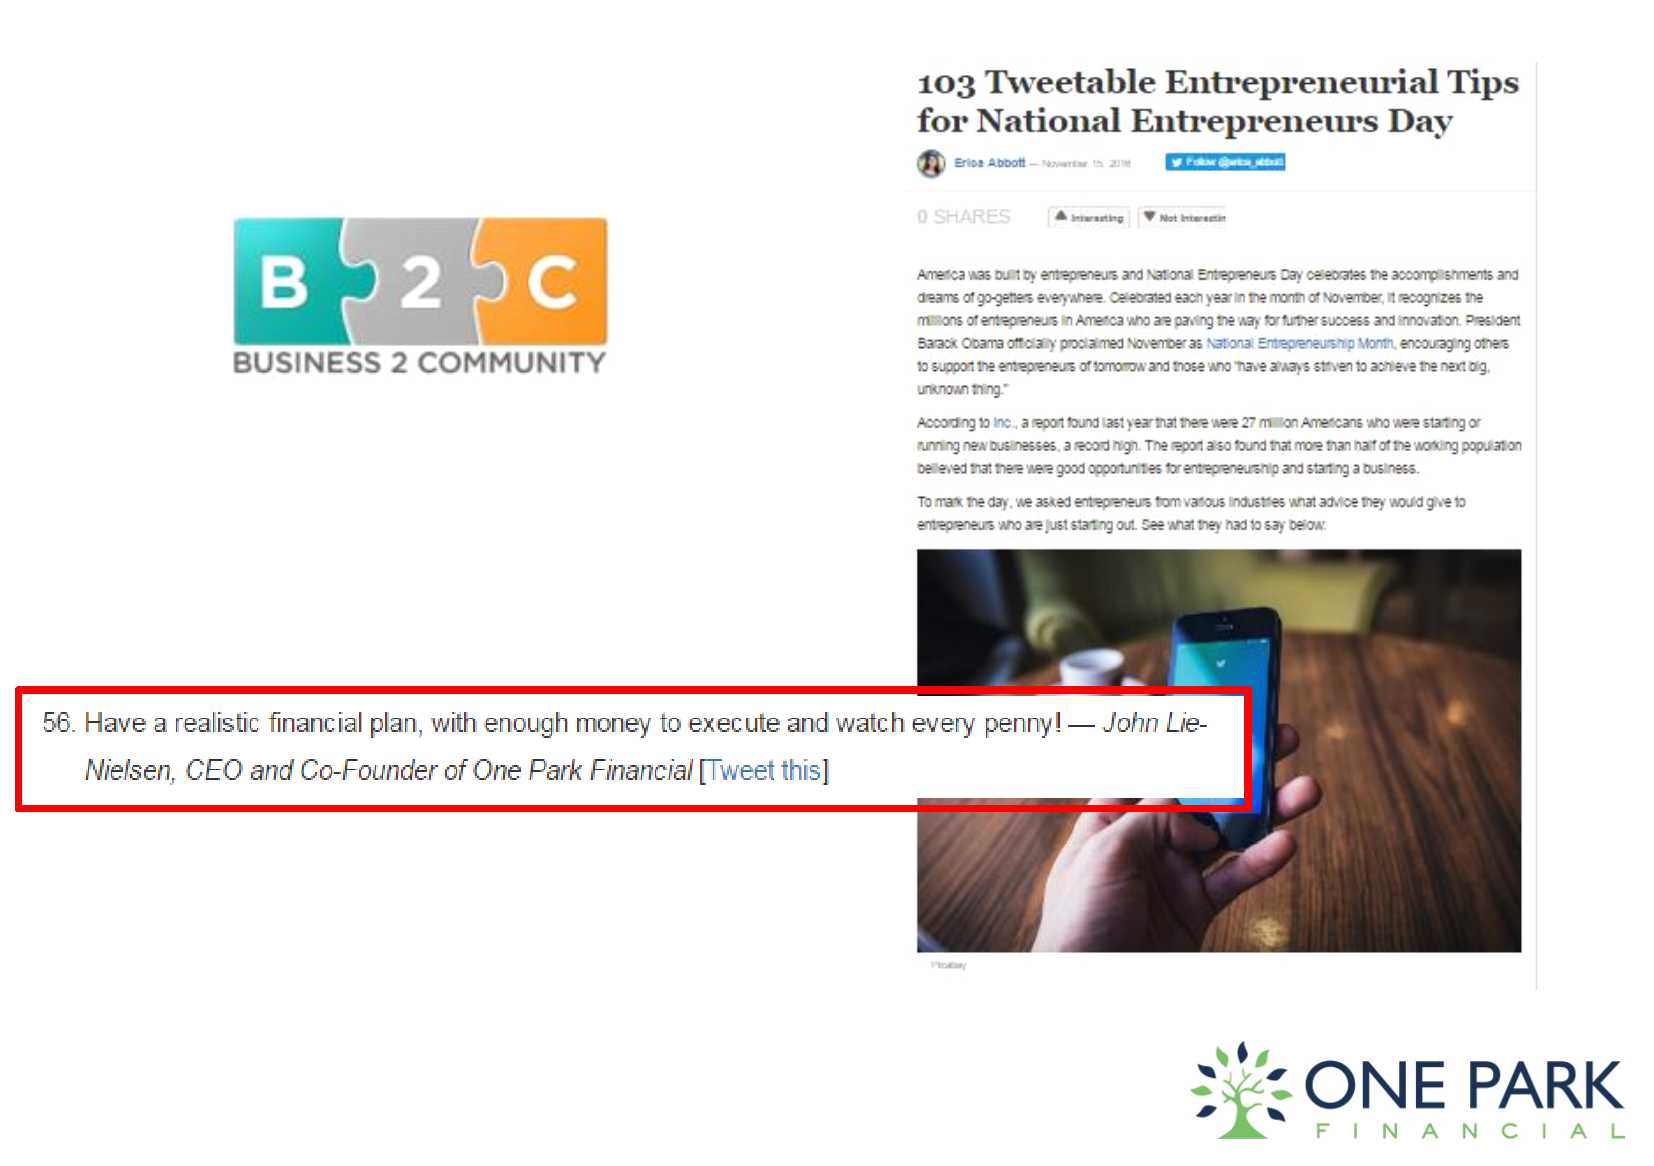 B 2 C
BUSINESS 2 COMMUNITY
103 Tweetable Entrepreneurial Tips
for National Entrepreneurs Day
Erica Abbott — November 15, 2016
Follow @erica_abbott
0 SHARES
Interesting
Not Interestin
America was built by entrepreneurs and National Entrepreneurs Day celebrates the accomplishments and
dreams of go-getters everywhere. Celebrated each year in the month of November, it recognizes the
millions of entrepreneurs in America who are paving the way for further success and innovation. President
Barack Obama officially proclaimed November as National Entrepreneurship Month, encouraging others
to support the entrepreneurs of tomorrow and those who "have always striven to achieve the next big,
unknown thing."
According to Inc., a report found last year that there were 27 million Americans who were starting or
running new businesses, a record high. The report also found that more than half of the working population
believed that there were good opportunities for entrepreneurship and starting a business.
To mark the day, we asked entrepreneurs from various industries what advice they would give to
entrepreneurs who are just starting out. See what they had to say below:
56. Have a realistic financial plan, with enough money to execute and watch every penny! — John Lie-
Nielsen, CEO and Co-Founder of One Park Financial [Tweet this]
Pixabay
ONE PARK
FINANCIAL